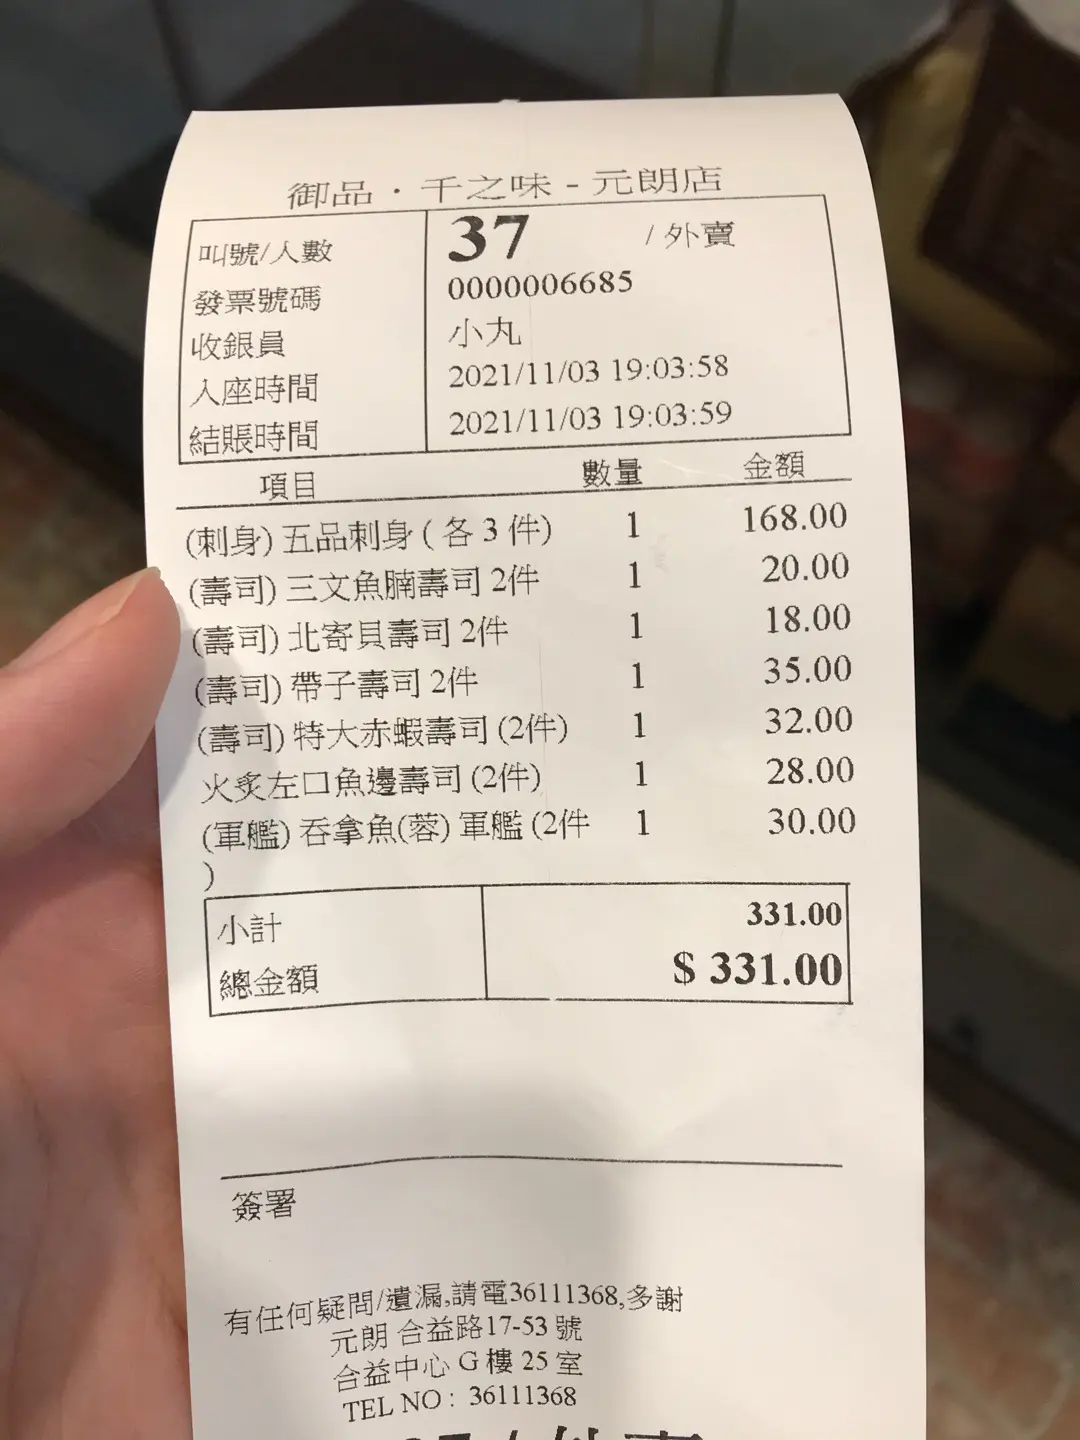 御品·千之味 - 元朗店
叫號/人數 37 / 外賣
發票號碼 0000006685
收銀員 小丸
入座時間 2021/11/03 19:03:58
結賬時間 2021/11/03 19:03:59
項目 數量 金額
(刺身) 五品刺身 ( 各 3 件) 1 168.00
(壽司) 三文魚腩壽司 2件 1 20.00
(壽司) 北寄貝壽司 2件 1 18.00
(壽司) 帶子壽司 2件 1 35.00
(壽司) 特大赤蝦壽司 (2件) 1 32.00
火炙左口魚邊壽司 (2件) 1 28.00
(軍艦) 吞拿魚(蓉) 軍艦 (2件 1 30.00
)
小計 331.00
總金額 $ 331.00
簽署
有任何疑問/遺漏,請電36111368,多謝
元朗 合益路17-53 號
合益中心 G 樓 25 室
TEL NO : 36111368